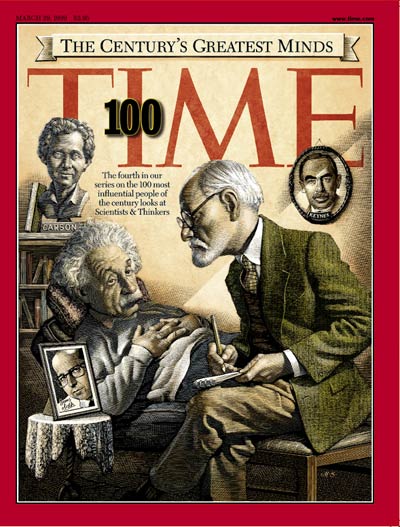 MARCH 29, 1999
www.time.com
THE CENTURY'S GREATEST MINDS
TIME
100
The fourth in our
series on the 100 most
influential people of
the century looks at
Scientists & Thinkers
CARSON
KEYNES